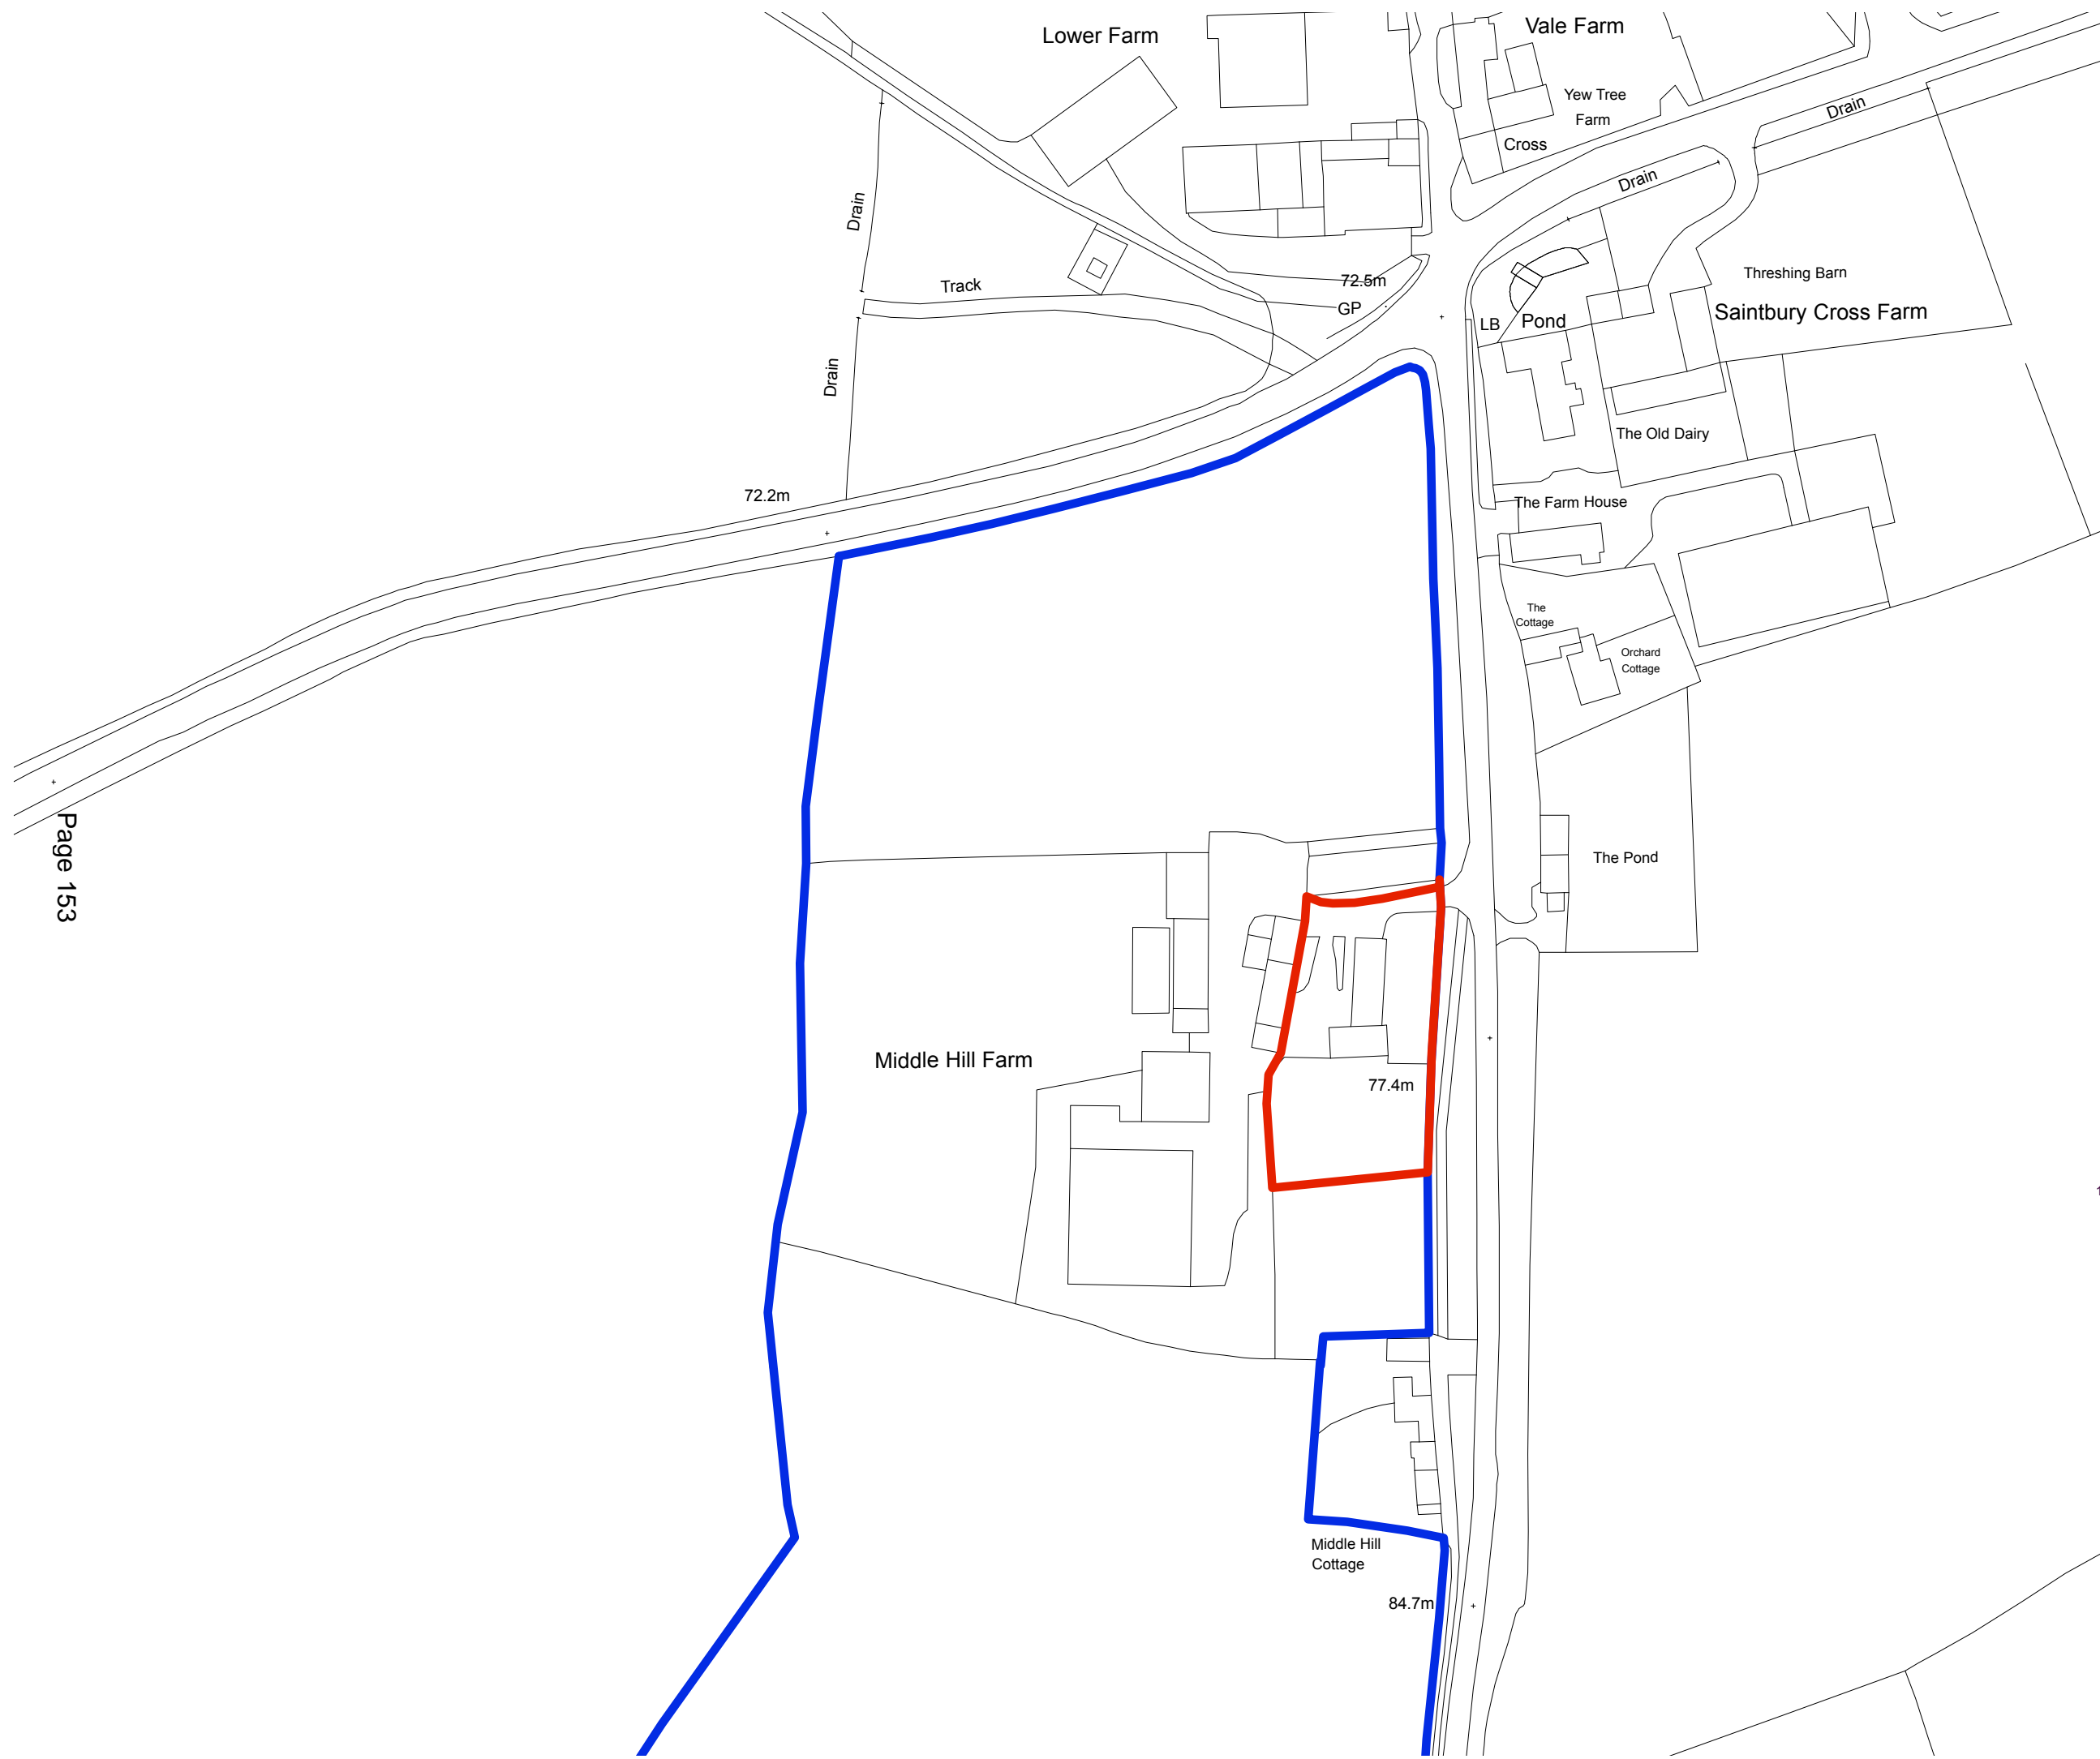 Lower Farm
Vale Farm
Yew Tree
Farm
Cross
Drain
Drain
Drain
Track
72.5m
GP
LB
Pond
Threshing Barn
Saintbury Cross Farm
Drain
The Old Dairy
72.2m
The Farm House
The
Cottage
Orchard
Cottage
Page 153
The Pond
Middle Hill Farm
77.4m
Middle Hill
Cottage
84.7m